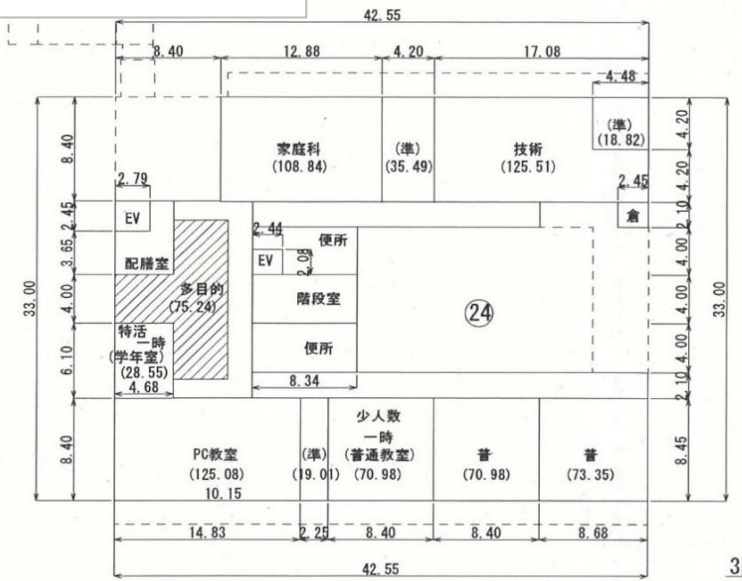 42.55
8.40
12.88
4.20
17.08
4.48
家庭科
(108.84)
(準)
(35.49)
技術
(125.51)
(準)
(18.82)
8.40
4.20
4.20
2.79
2.45
EV
倉
2.45
2.10
3.65
配膳室
2.44
便所
EV
2.08
4.00
33.00
33.00
多目的
(75.24)
階段室
24
4.00
4.00
特活
一時
(学年室)
(28.55)
4.68
便所
4.00
6.10
8.34
2.10
PC教室
(125.08)
10.15
(準)
(19.01)
少人数
一時
(普通教室)
(70.98)
普
(70.98)
普
(73.35)
8.40
8.45
14.83
2.25
8.40
8.40
8.68
42.55
3